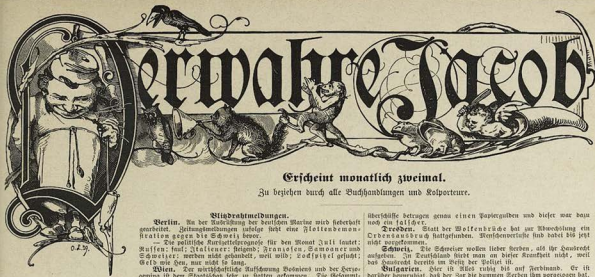 Der wahre Jacob
Erscheint monatlich zweimal.
Zu beziehen durch alle Buchhandlungen und Kolporteure.
Blitzdrahtmeldungen.
Berlin. An der Ausrüstung der deutschen Marine wird fieberhaft
gearbeitet. Zeitungsmeldungen zufolge steht eine Flottendemon-
stration gegen die Schweiz bevor.
— Die politische Kurszettelprognose für den Monat Juli lautet:
Russen: faul; Italiener: steigend; Franzosen, Samoaner und
Schweizer: werden nicht gehandelt, weil wild; Lockspitzel gesucht;
Geld wie Heu, nur nicht so lang.
Wien. Der wirthschaftliche Aufschwung Bosniens und der Herze-
überschüsse betrugen genau einen Papiergulden und dieser war dazu
noch ein falscher.
Dresden. Statt der Wolkenbrüche hat zur Abwechslung ein
Ordensausbruch stattgefunden. Menschenverluste sind dabei bis jetzt
nicht vorgekommen.
Schweiz. Die Schweizer wollen lieber sterben, als ihr Hausrecht
aufgeben. In Deutschland stirbt man an dieser Krankheit nicht, weil
das Hausrecht bereits im Besitz der Polizei ist.
Bulgarien. Hier ist Alles ruhig bis auf Ferdinand. Er ist